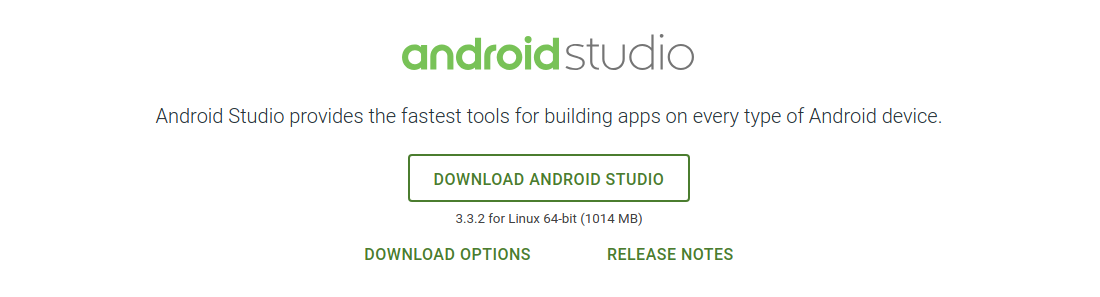 androidstudio
Android Studio provides the fastest tools for building apps on every type of Android device.
DOWNLOAD ANDROID STUDIO
3.3.2 for Linux 64-bit (1014 MB)
DOWNLOAD OPTIONS RELEASE NOTES